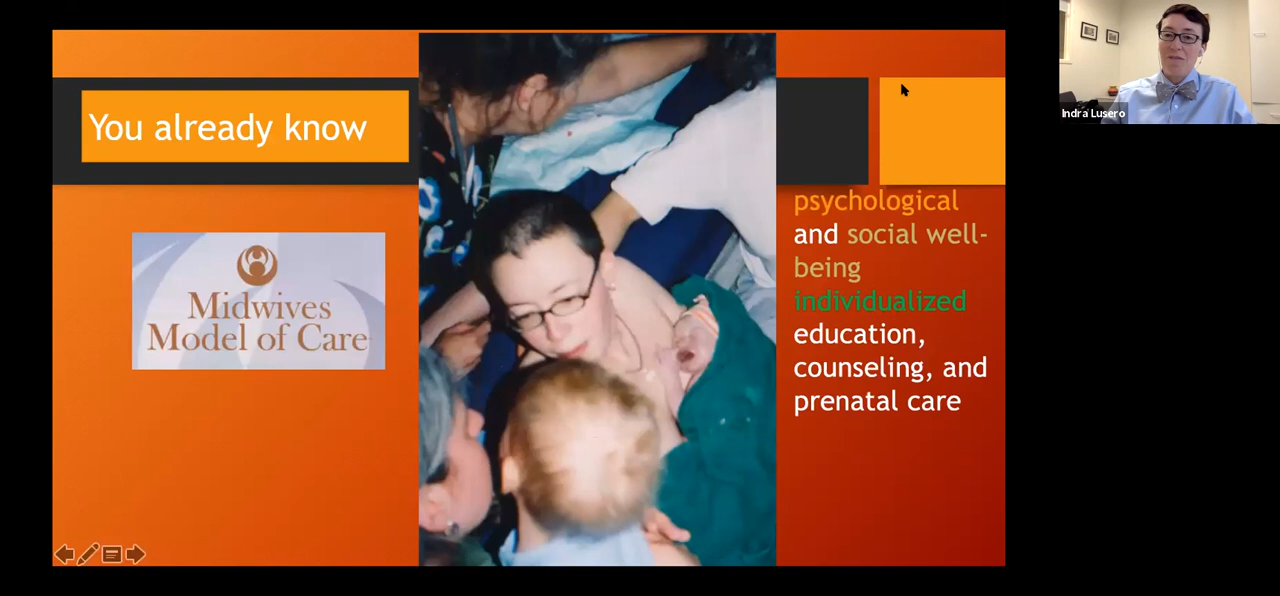 You already know
Midwives
Model of Care
psychological
and social well-
being
individualized
education,
counseling, and
prenatal care
Indra Lusero